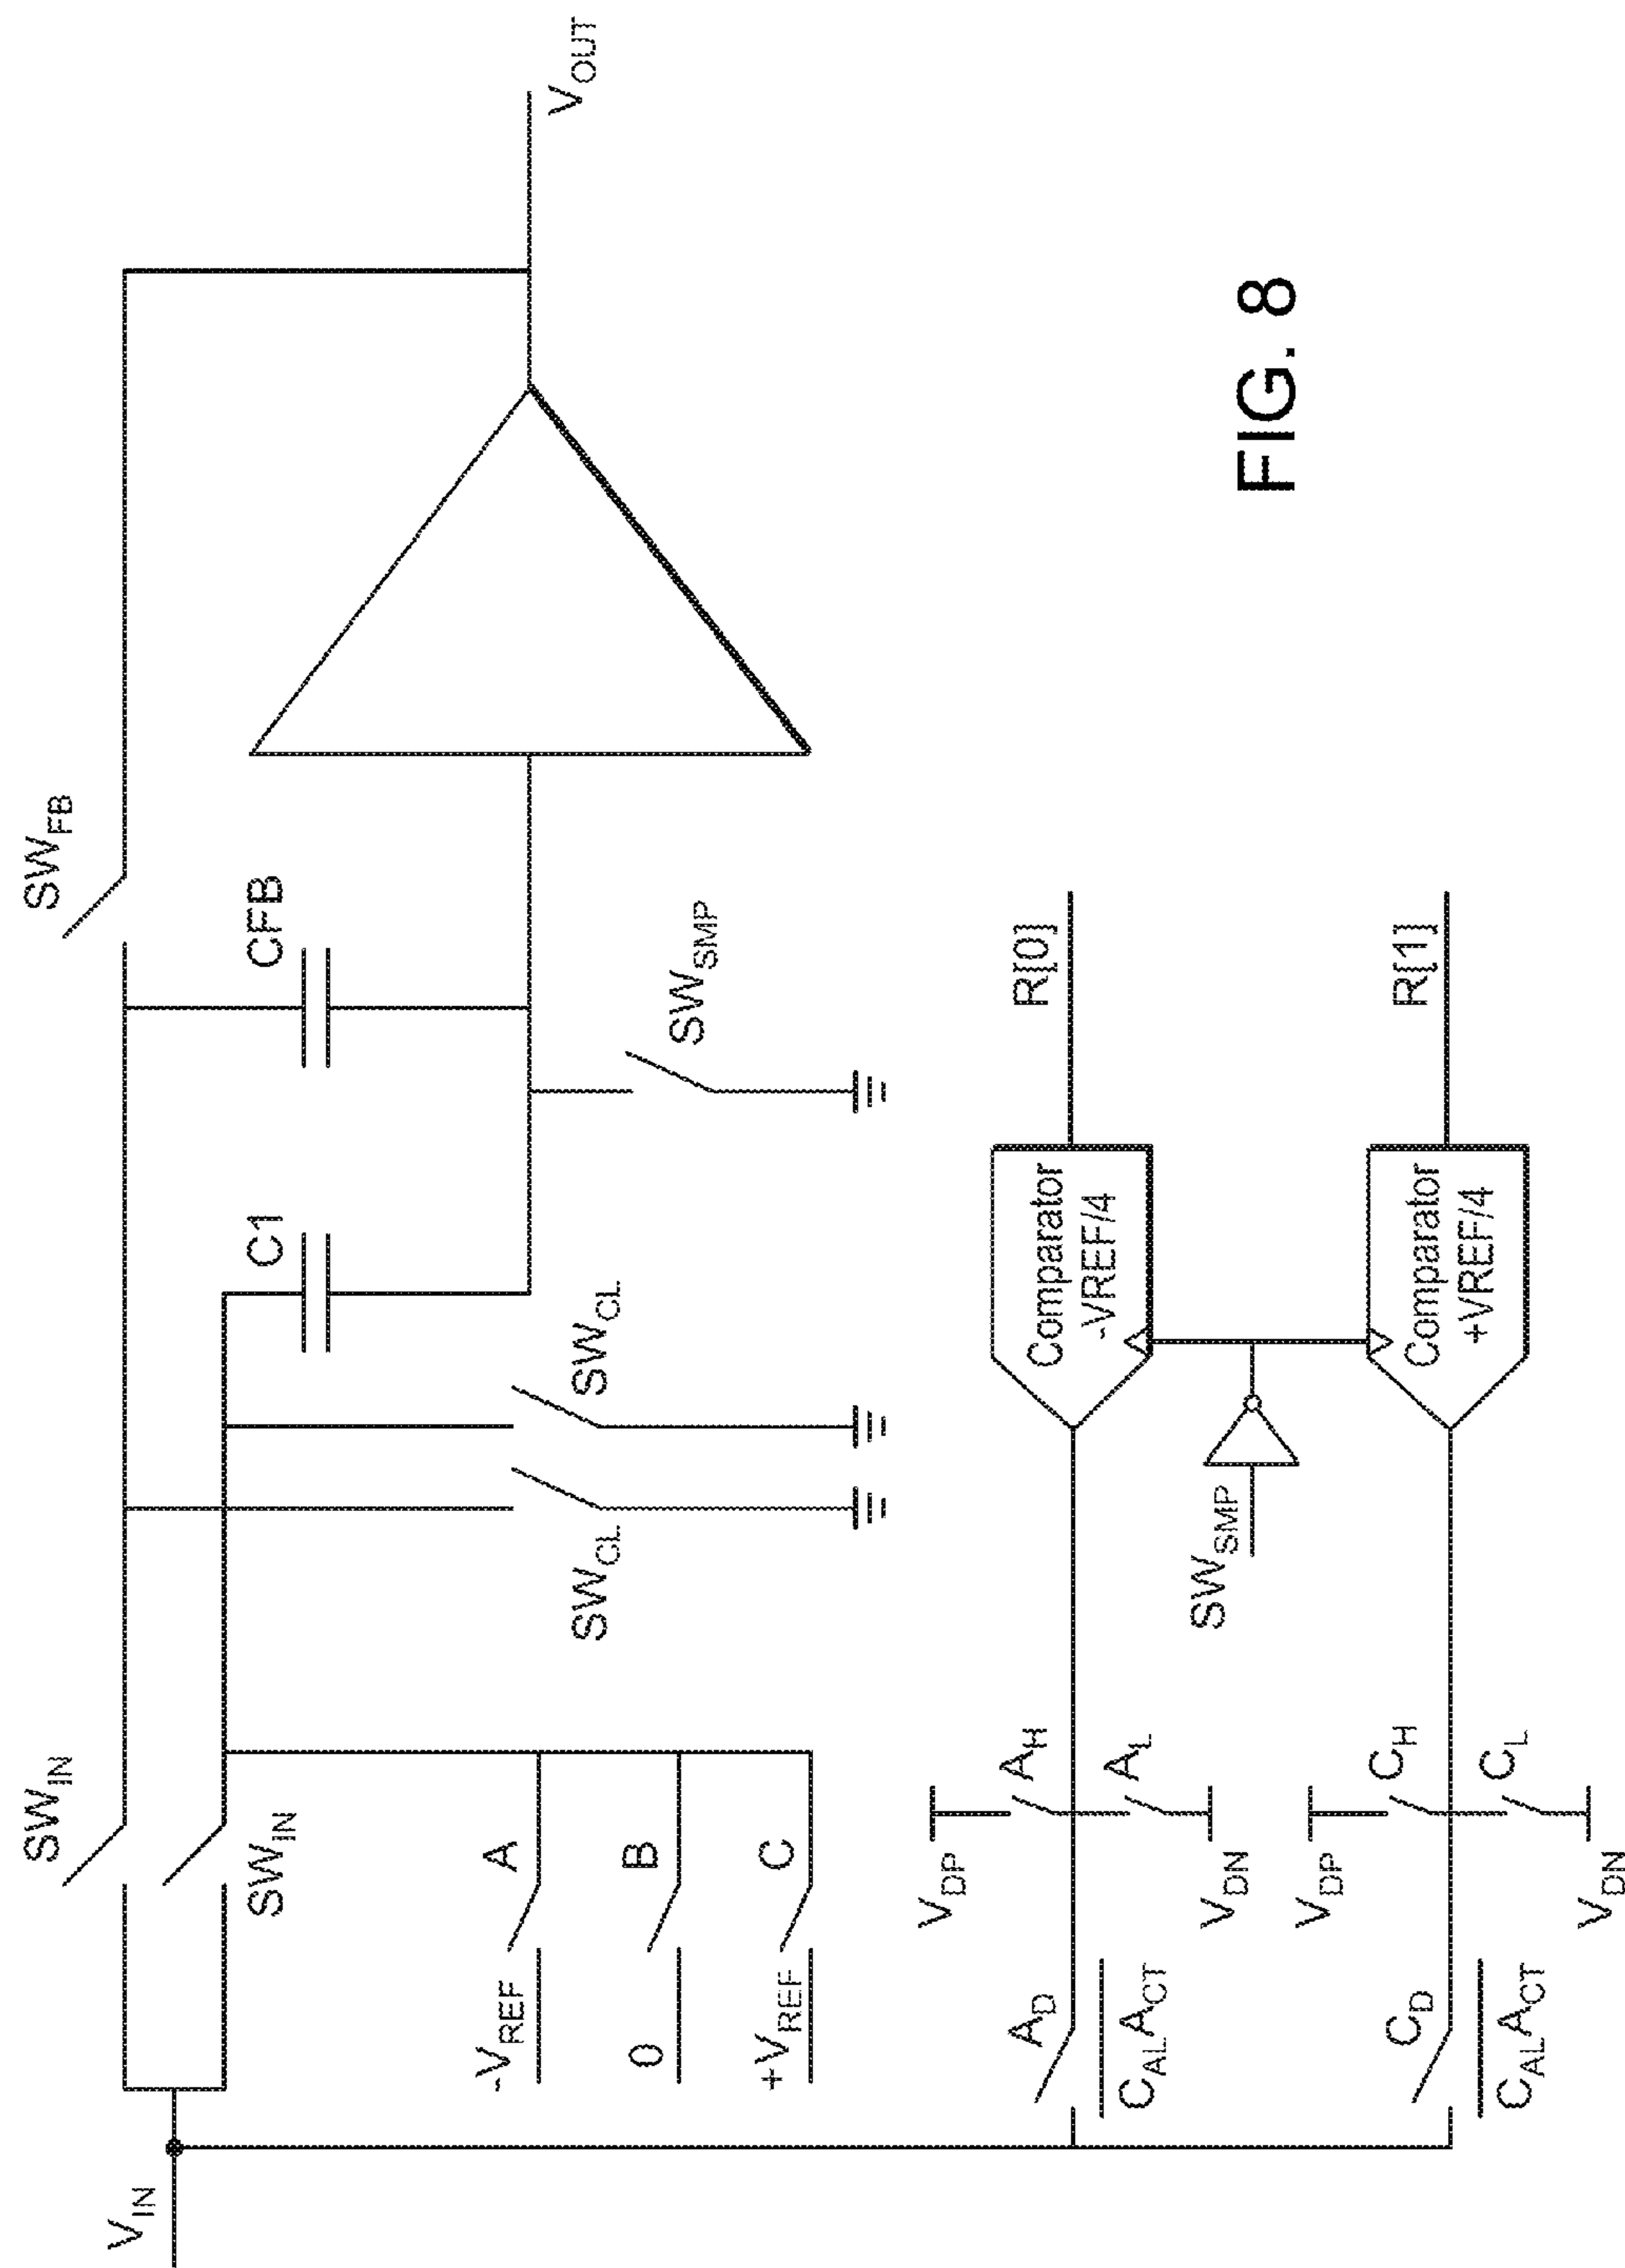 SW_IN
SW_FB
V_IN
SW_IN
C1
CFB
V_OUT
-V_REF
A
SW_CL
SW_CL
SW_SMP
0
B
+V_REF
C
V_DP
A_D
A_H
Comparator
-VREF/4
R[0]
C_AL A_CT
V_DN
A_L
SW_SMP
V_DP
C_D
C_H
Comparator
+VREF/4
R[1]
C_AL A_CT
V_DN
C_L
FIG. 8